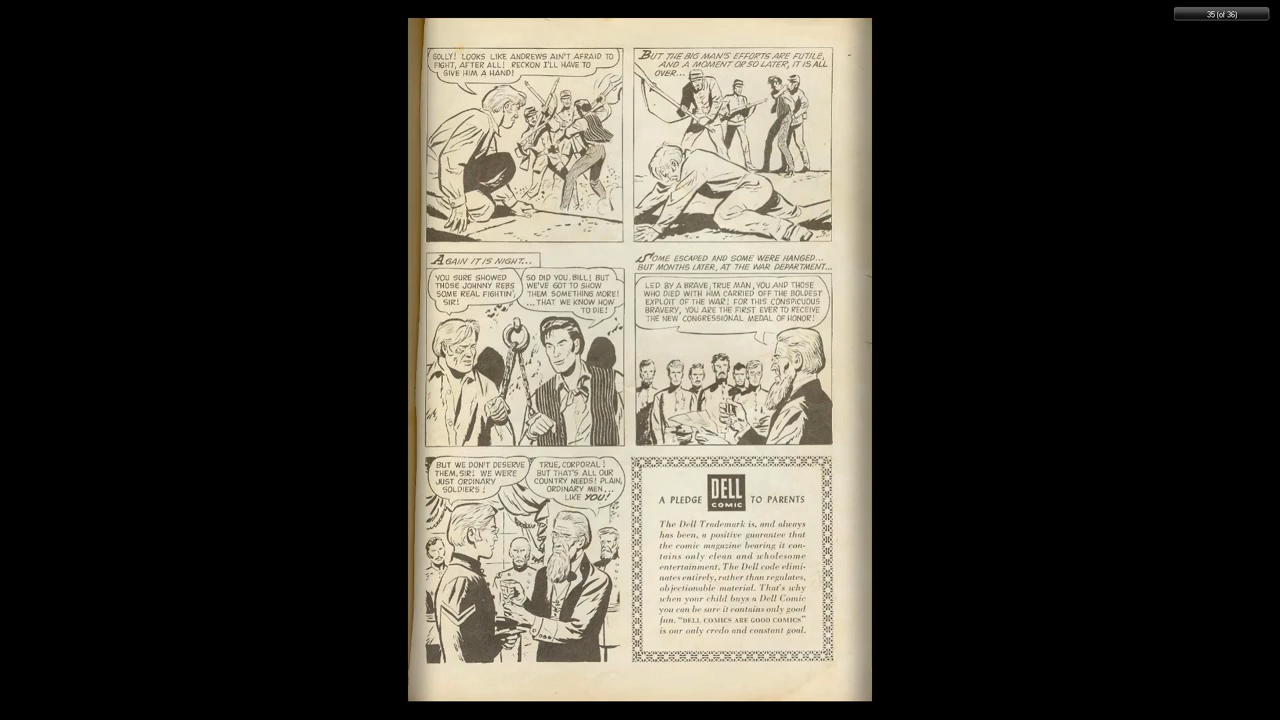 35 (of 36)
GOLLY! LOOKS LIKE ANDREWS AIN'T AFRAID TO
FIGHT, AFTER ALL! RECKON I'LL HAVE TO
GIVE HIM A HAND!
BUT THE BIG MAN'S EFFORTS ARE FUTILE,
AND A MOMENT OR SO LATER, IT IS ALL
OVER...
AGAIN IT IS NIGHT...
YOU SURE SHOWED
THOSE JOHNNY REBS
SOME REAL FIGHTIN',
SIR!
SO DID YOU, BILL! BUT
WE'VE GOT TO SHOW
THEM SOMETHING MORE!
...THAT WE KNOW HOW
TO DIE!
SOME ESCAPED AND SOME WERE HANGED...
BUT MONTHS LATER, AT THE WAR DEPARTMENT...
LED BY A BRAVE, TRUE MAN, YOU AND THOSE
WHO DIED WITH HIM CARRIED OFF THE BOLDEST
EXPLOIT OF THE WAR! FOR THIS CONSPICUOUS
BRAVERY, YOU ARE THE FIRST EVER TO RECEIVE
THE NEW CONGRESSIONAL MEDAL OF HONOR!
BUT WE DON'T DESERVE
THEM, SIR! WE WERE
JUST ORDINARY
SOLDIERS!
TRUE, CORPORAL!
BUT THAT'S ALL OUR
COUNTRY NEEDS! PLAIN,
ORDINARY MEN...
LIKE YOU!
A PLEDGE DELL COMIC TO PARENTS
The Dell Trademark is, and always
has been, a positive guarantee that
the comic magazine bearing it con-
tains only clean and wholesome
entertainment. The Dell code elimi-
nates entirely, rather than regulates,
objectionable material. That's why
when your child buys a Dell Comic
you can be sure it contains only good
fun. "DELL COMICS ARE GOOD COMICS"
is our only credo and constant goal.